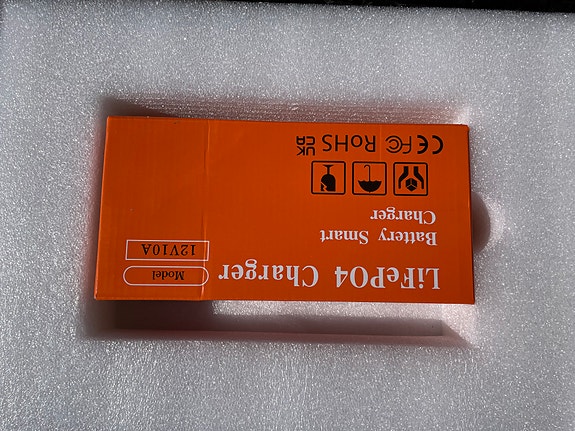 LiFePO4 Charger
Battery Smart
Charger
Model
12V10A
CE FC RoHS UKCA